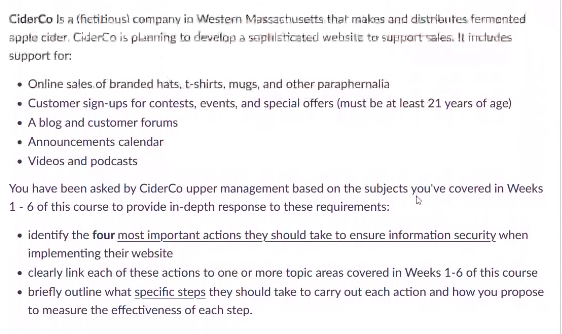 CiderCo Is a (fictitious) company in Western Massachusetts that makes and distributes fermented
apple cider. CiderCo is planning to develop a sophisticated website to support sales. It includes
support for:
• Online sales of branded hats, t-shirts, mugs, and other paraphernalia
• Customer sign-ups for contests, events, and special offers (must be at least 21 years of age)
• A blog and customer forums
• Announcements calendar
• Videos and podcasts
You have been asked by CiderCo upper management based on the subjects you've covered in Weeks
1 - 6 of this course to provide in-depth response to these requirements:
• identify the four most important actions they should take to ensure information security when
implementing their website
• clearly link each of these actions to one or more topic areas covered in Weeks 1-6 of this course
• briefly outline what specific steps they should take to carry out each action and how you propose
to measure the effectiveness of each step.